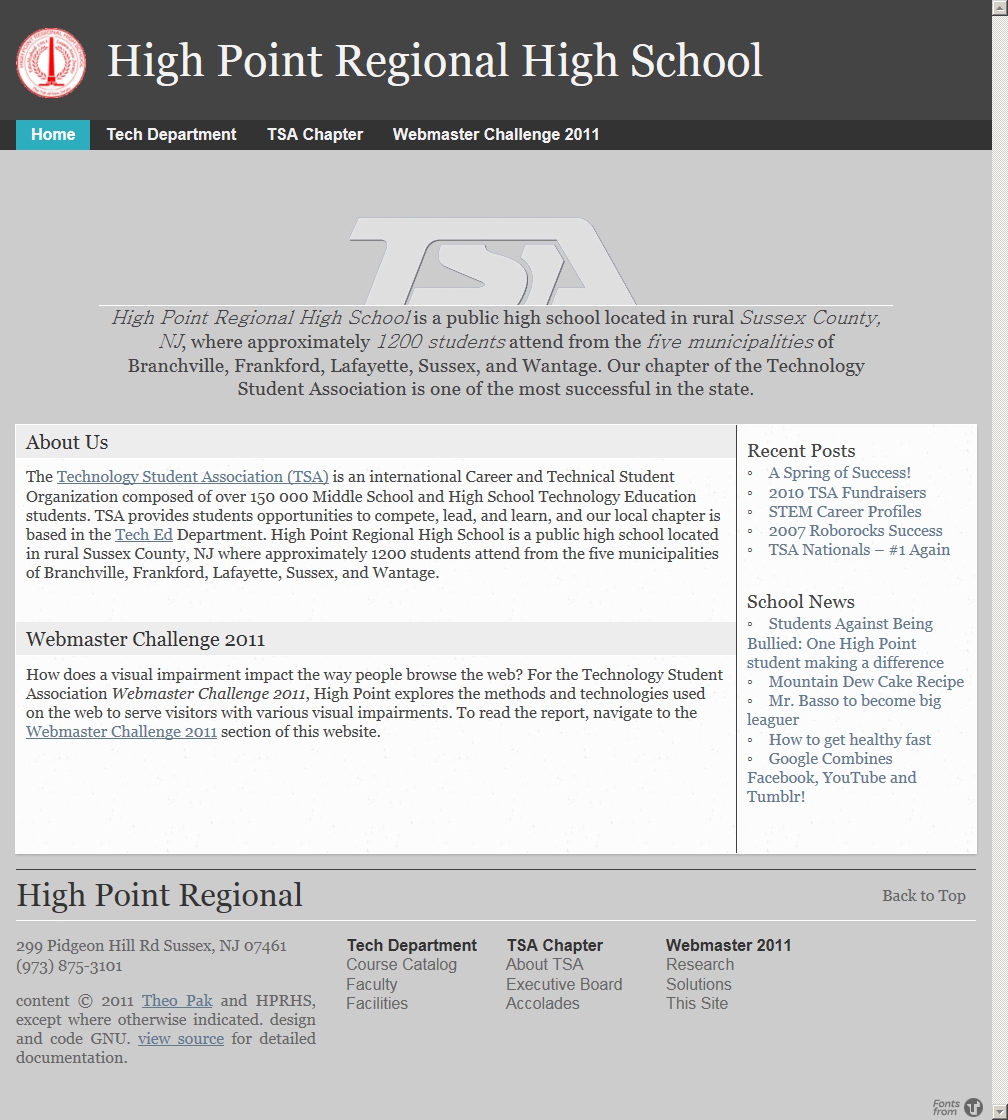 High Point Regional High School
Home Tech Department TSA Chapter Webmaster Challenge 2011
TSA
High Point Regional High School is a public high school located in rural Sussex County,
NJ, where approximately 1200 students attend from the five municipalities of
Branchville, Frankford, Lafayette, Sussex, and Wantage. Our chapter of the Technology
Student Association is one of the most successful in the state.
About Us
The Technology Student Association (TSA) is an international Career and Technical Student
Organization composed of over 150 000 Middle School and High School Technology Education
students. TSA provides students opportunities to compete, lead, and learn, and our local chapter is
based in the Tech Ed Department. High Point Regional High School is a public high school located
in rural Sussex County, NJ where approximately 1200 students attend from the five municipalities
of Branchville, Frankford, Lafayette, Sussex, and Wantage.
Webmaster Challenge 2011
How does a visual impairment impact the way people browse the web? For the Technology Student
Association Webmaster Challenge 2011, High Point explores the methods and technologies used
on the web to serve visitors with various visual impairments. To read the report, navigate to the
Webmaster Challenge 2011 section of this website.
Recent Posts
◦ A Spring of Success!
◦ 2010 TSA Fundraisers
◦ STEM Career Profiles
◦ 2007 Roborocks Success
◦ TSA Nationals – #1 Again
School News
◦ Students Against Being
Bullied: One High Point
student making a difference
◦ Mountain Dew Cake Recipe
◦ Mr. Basso to become big
leaguer
◦ How to get healthy fast
◦ Google Combines
Facebook, YouTube and
Tumblr!
High Point Regional
Back to Top
299 Pidgeon Hill Rd Sussex, NJ 07461
(973) 875-3101
content © 2011 Theo Pak and HPRHS,
except where otherwise indicated. design
and code GNU. view source for detailed
documentation.
Tech Department
Course Catalog
Faculty
Facilities
TSA Chapter
About TSA
Executive Board
Accolades
Webmaster 2011
Research
Solutions
This Site
Fonts
from